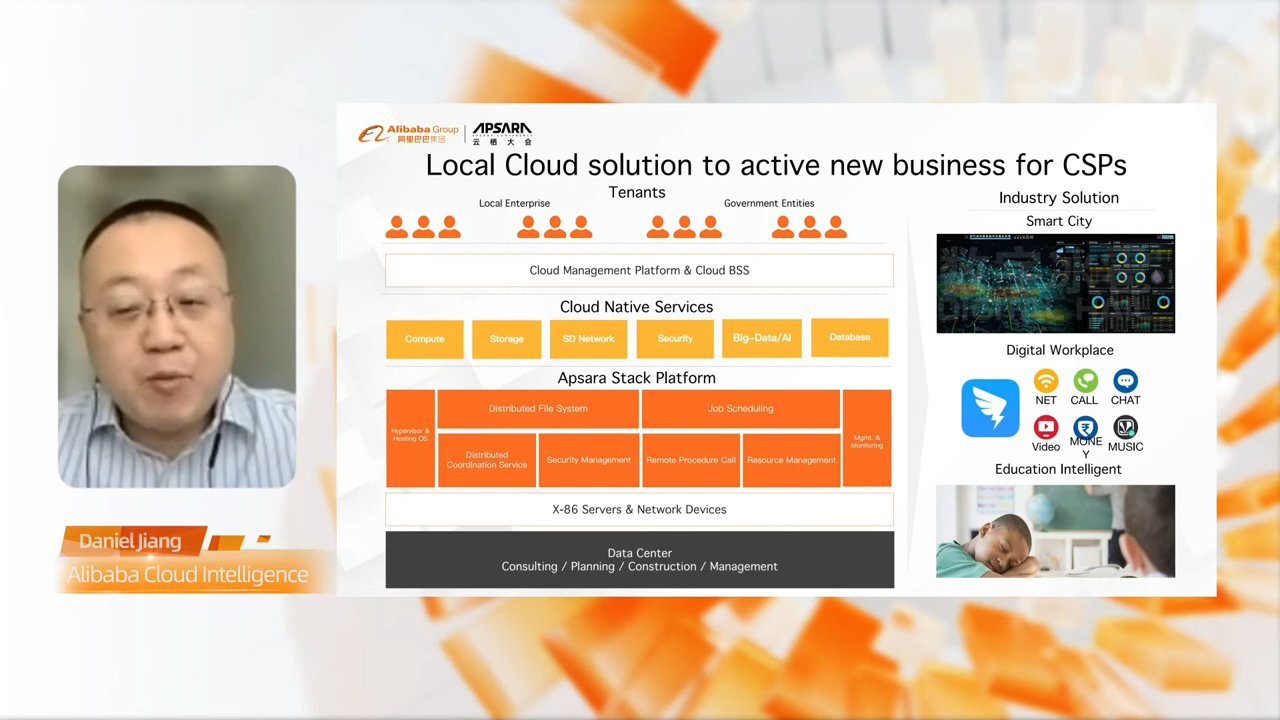 Alibaba Group
阿里巴巴集团
APSARA
云栖大会
Local Cloud solution to active new business for CSPs
Tenants
Local Enterprise
Government Entities
Cloud Management Platform & Cloud BSS
Cloud Native Services
Compute
Storage
SD Network
Security
Big-Data/AI
Database
Apsara Stack Platform
Hypervisor &
Hosting OS
Distributed File System
Job Scheduling
Mgmt. &
Monitoring
Distributed
Coordination Service
Security Management
Remote Procedure Call
Resource Management
X-86 Servers & Network Devices
Data Center
Consulting / Planning / Construction / Management
Industry Solution
Smart City
Digital Workplace
NET
CALL
CHAT
Video
MONE
Y
MUSIC
Education Intelligent
Daniel Jiang
Alibaba Cloud Intelligence